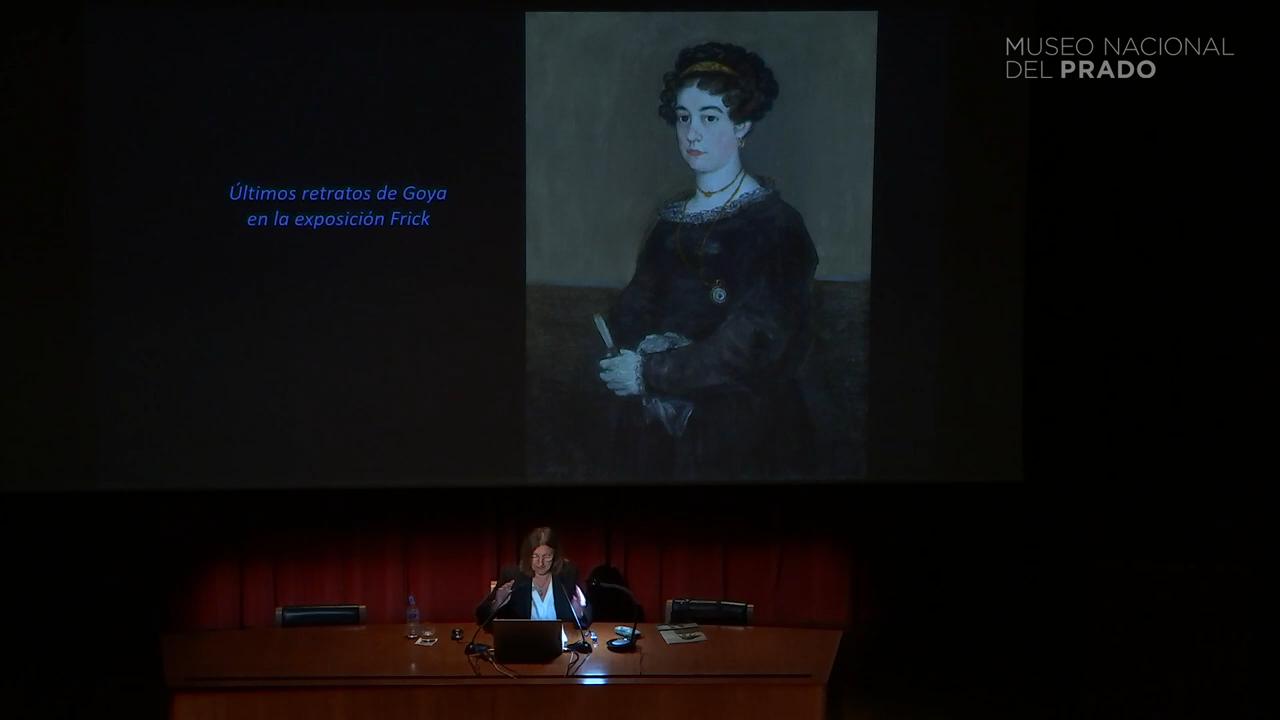 MUSEO NACIONAL
DEL PRADO
Últimos retratos de Goya
en la exposición Frick